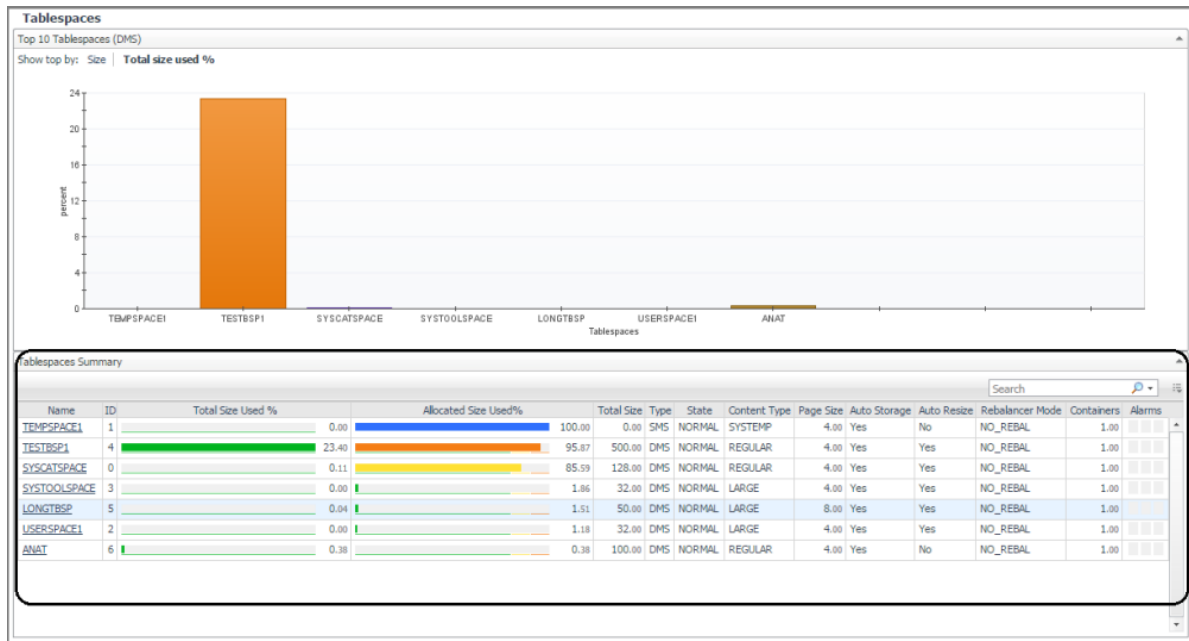 Tablespaces
Top 10 Tablespaces (DMS)
Show top by: Size | Total size used %
24
20
16
12
8
4
0
percent
TEMPSPACE1 TESTBSP1 SYSCATSPACE SYSTOOLSPACE LONGTBSP USERSPACE1 ANAT
Tablespaces
Tablespaces Summary
Search
Name ID Total Size Used % Allocated Size Used% Total Size Type State Content Type Page Size Auto Storage Auto Resize Rebalancer Mode Containers Alarms
TEMPSPACE1 1 0.00 100.00 0.00 SMS NORMAL SYSTEMP 4.00 Yes No NO_REBAL 1.00
TESTBSP1 4 23.40 95.87 500.00 DMS NORMAL REGULAR 4.00 Yes Yes NO_REBAL 1.00
SYSCATSPACE 0 0.11 85.59 128.00 DMS NORMAL REGULAR 4.00 Yes Yes NO_REBAL 1.00
SYSTOOLSPACE 3 0.00 1.86 32.00 DMS NORMAL LARGE 4.00 Yes Yes NO_REBAL 1.00
LONGTBSP 5 0.04 1.51 50.00 DMS NORMAL LARGE 8.00 Yes Yes NO_REBAL 1.00
USERSPACE1 2 0.00 1.18 32.00 DMS NORMAL LARGE 4.00 Yes Yes NO_REBAL 1.00
ANAT 6 0.38 0.38 100.00 DMS NORMAL REGULAR 4.00 Yes No NO_REBAL 1.00